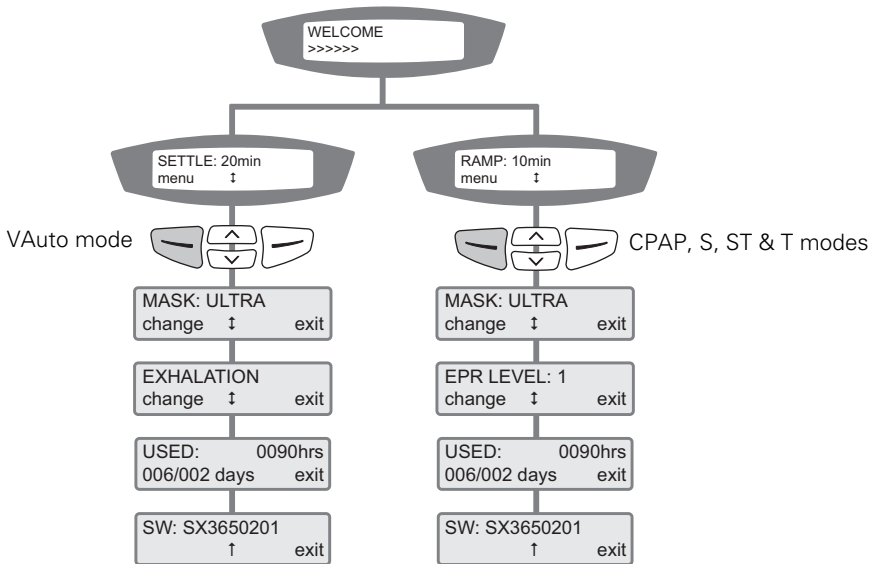 WELCOME
>>>>>>
SETTLE: 20min
menu ↕
RAMP: 10min
menu ↕
VAuto mode
CPAP, S, ST & T modes
MASK: ULTRA
change ↕ exit
MASK: ULTRA
change ↕ exit
EXHALATION
change ↕ exit
EPR LEVEL: 1
change ↕ exit
USED: 0090hrs
006/002 days exit
USED: 0090hrs
006/002 days exit
SW: SX3650201
↑ exit
SW: SX3650201
↑ exit